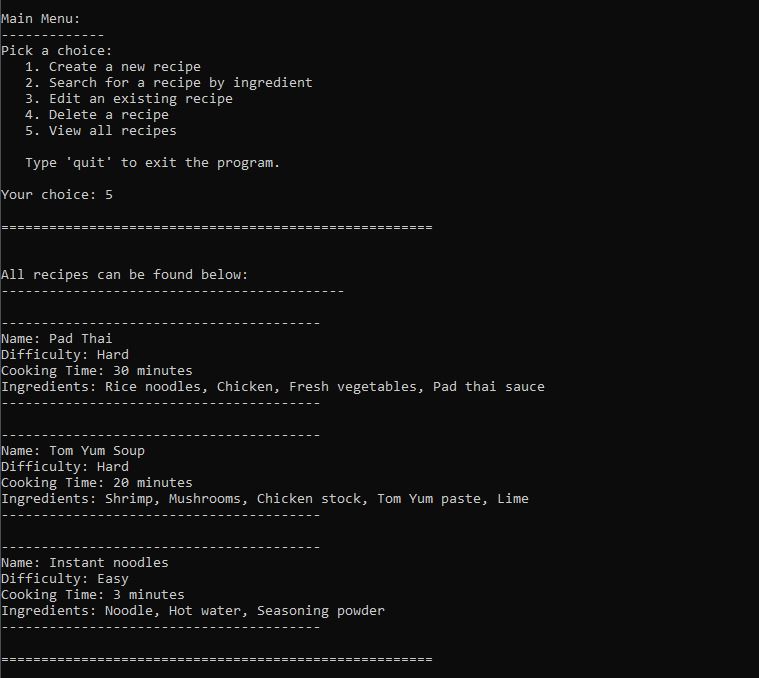 Main Menu:
-------------
Pick a choice:
   1. Create a new recipe
   2. Search for a recipe by ingredient
   3. Edit an existing recipe
   4. Delete a recipe
   5. View all recipes

   Type 'quit' to exit the program.

Your choice: 5

======================================================


All recipes can be found below:
-------------------------------------------

----------------------------------------
Name: Pad Thai
Difficulty: Hard
Cooking Time: 30 minutes
Ingredients: Rice noodles, Chicken, Fresh vegetables, Pad thai sauce
----------------------------------------

----------------------------------------
Name: Tom Yum Soup
Difficulty: Hard
Cooking Time: 20 minutes
Ingredients: Shrimp, Mushrooms, Chicken stock, Tom Yum paste, Lime
----------------------------------------

----------------------------------------
Name: Instant noodles
Difficulty: Easy
Cooking Time: 3 minutes
Ingredients: Noodle, Hot water, Seasoning powder
----------------------------------------

======================================================